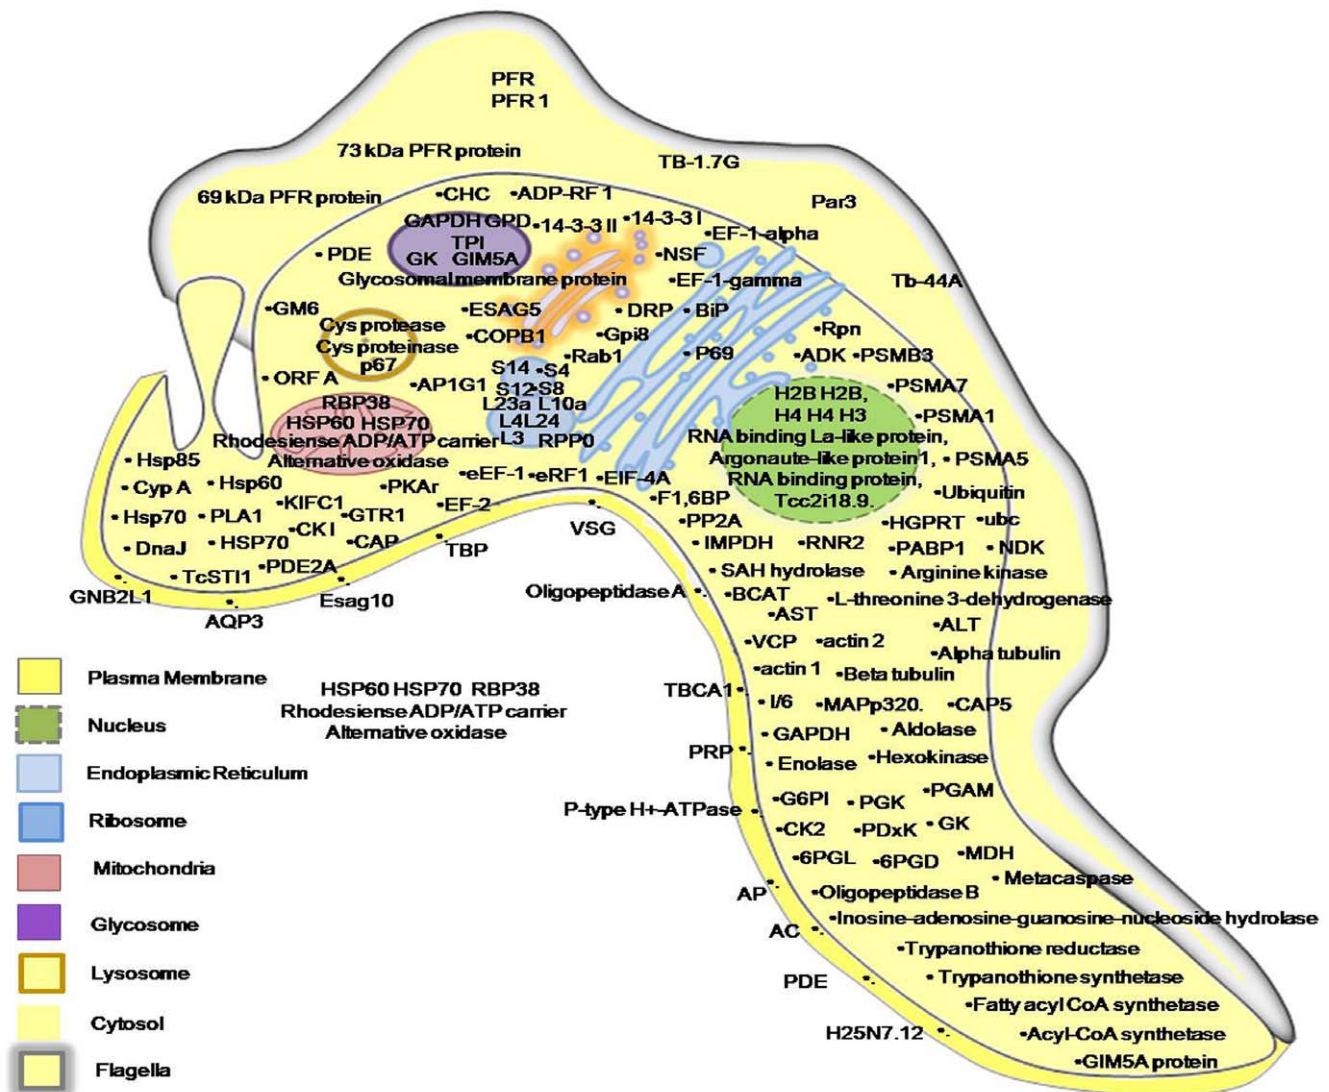 PFR
PFR 1
73 kDa PFR protein
TB-1.7G
69 kDa PFR protein
•CHC •ADP-RF 1
Par3
GAPDH GPD
•14-3-3 II •14-3-3 I
•EF-1-alpha
TPI
•PDE
GK GIM5A
•NSF
Glycosomal membrane protein
•EF-1-gamma
Tb-44A
•GM6
•ESAG5
•DRP •BiP
Cys protease
•COPB1
•Gpi8
•Rpn
Cys proteinase
•Rab1
•P69
•ADK •PSMB3
p67
S14 •S4
•ORF A
•AP1G1
S12•S8
•PSMA7
H2B H2B,
RBP38
L23a L10a
H4 H4 H3
•PSMA1
HSP60 HSP70
L4L24
Rhodesiense ADP/ATP carrier
L3 RPP0
RNA binding La-like protein,
Alternative oxidase
Argonaute-like protein1,
•PSMA5
•Hsp85
•eEF-1 •eRF1 •EIF-4A
RNA binding protein,
•Cyp A
•Hsp60
•PKAr
•F1,6BP
Tcc2i18.9.
•Ubiquitin
•KIFC1
•EF-2
•Hsp70
•PLA1
•GTR1
VSG
•PP2A
•HGPRT •ubc
•CK I
•DnaJ
•HSP70
•CAP
TBP
•IMPDH
•RNR2
•PABP1
•NDK
•TcSTI1
•PDE2A
•SAH hydrolase
•Arginine kinase
GNB2L1
Esag10
Oligopeptidase A
•BCAT
•L-threonine 3-dehydrogenase
AQP3
•AST
•ALT
•VCP
•actin 2
•Alpha tubulin
Plasma Membrane
•actin 1
•Beta tubulin
HSP60 HSP70 RBP38
TBCA1
•I/6
•MAPp320.
•CAP5
Rhodesiense ADP/ATP carrier
Nucleus
Alternative oxidase
•GAPDH
•Aldolase
PRP
•Enolase
•Hexokinase
Endoplasmic Reticulum
•G6PI
•PGK
•PGAM
P-type H+-ATPase
Ribosome
•CK2
•PDxK
•GK
•6PGL
•6PGD
•MDH
Mitochondria
•Metacaspase
AP
•Oligopeptidase B
Glycosome
•Inosine-adenosine-guanosine-nucleoside hydrolase
AC
•Trypanothione reductase
Lysosome
PDE
•Trypanothione synthetase
•Fatty acyl CoA synthetase
Cytosol
H25N7.12
•Acyl-CoA synthetase
•GIM5A protein
Flagella